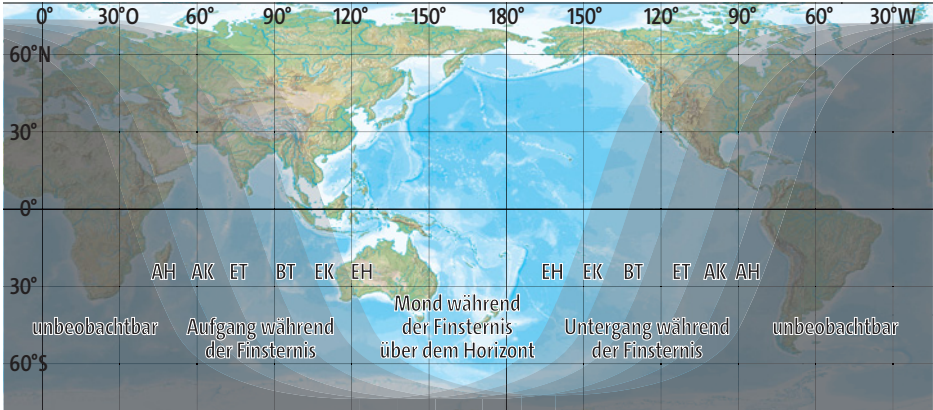 0° 30°O 60° 90° 120° 150° 180° 150° 120° 90° 60° 30°W
60°N
30°
0°
AH AK ET BT EK EH EH EK BT ET AK AH
30°
Mond während
der Finsternis
über dem Horizont
unbeobachtbar
Aufgang während
der Finsternis
Untergang während
der Finsternis
unbeobachtbar
60°S